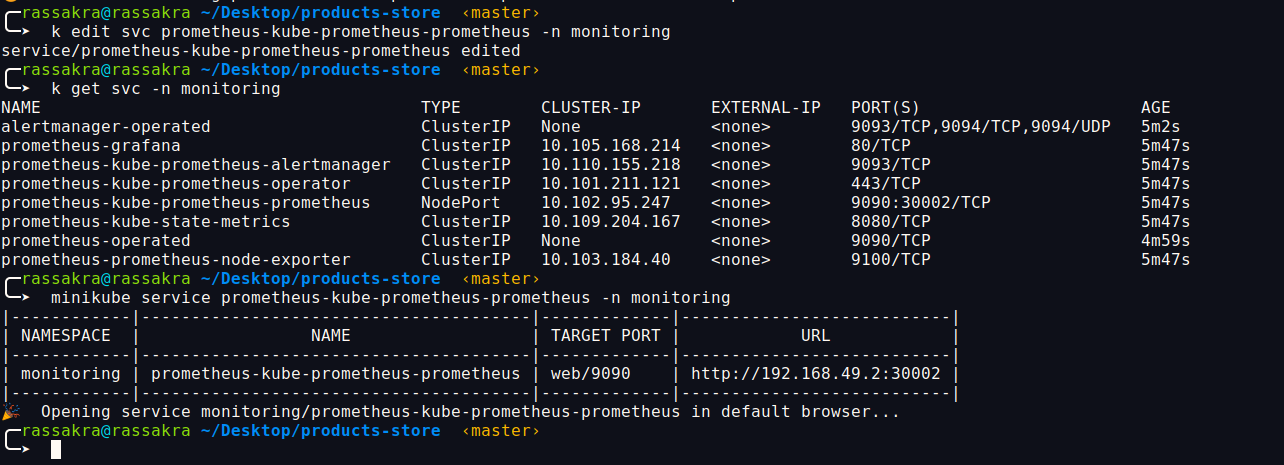 rassakra@rassakra ~/Desktop/products-store ‹master›
╰─➤ k edit svc prometheus-kube-prometheus-prometheus -n monitoring
service/prometheus-kube-prometheus-prometheus edited
╭─rassakra@rassakra ~/Desktop/products-store ‹master›
╰─➤ k get svc -n monitoring
NAME TYPE CLUSTER-IP EXTERNAL-IP PORT(S) AGE
alertmanager-operated ClusterIP None <none> 9093/TCP,9094/TCP,9094/UDP 5m2s
prometheus-grafana ClusterIP 10.105.168.214 <none> 80/TCP 5m47s
prometheus-kube-prometheus-alertmanager ClusterIP 10.110.155.218 <none> 9093/TCP 5m47s
prometheus-kube-prometheus-operator ClusterIP 10.101.211.121 <none> 443/TCP 5m47s
prometheus-kube-prometheus-prometheus NodePort 10.102.95.247 <none> 9090:30002/TCP 5m47s
prometheus-kube-state-metrics ClusterIP 10.109.204.167 <none> 8080/TCP 5m47s
prometheus-operated ClusterIP None <none> 9090/TCP 4m59s
prometheus-prometheus-node-exporter ClusterIP 10.103.184.40 <none> 9100/TCP 5m47s
╭─rassakra@rassakra ~/Desktop/products-store ‹master›
╰─➤ minikube service prometheus-kube-prometheus-prometheus -n monitoring
|------------|---------------------------------------|-------------|---------------------------|
| NAMESPACE | NAME | TARGET PORT | URL |
|------------|---------------------------------------|-------------|---------------------------|
| monitoring | prometheus-kube-prometheus-prometheus | web/9090 | http://192.168.49.2:30002 |
|------------|---------------------------------------|-------------|---------------------------|
🎉 Opening service monitoring/prometheus-kube-prometheus-prometheus in default browser...
╭─rassakra@rassakra ~/Desktop/products-store ‹master›
╰─➤